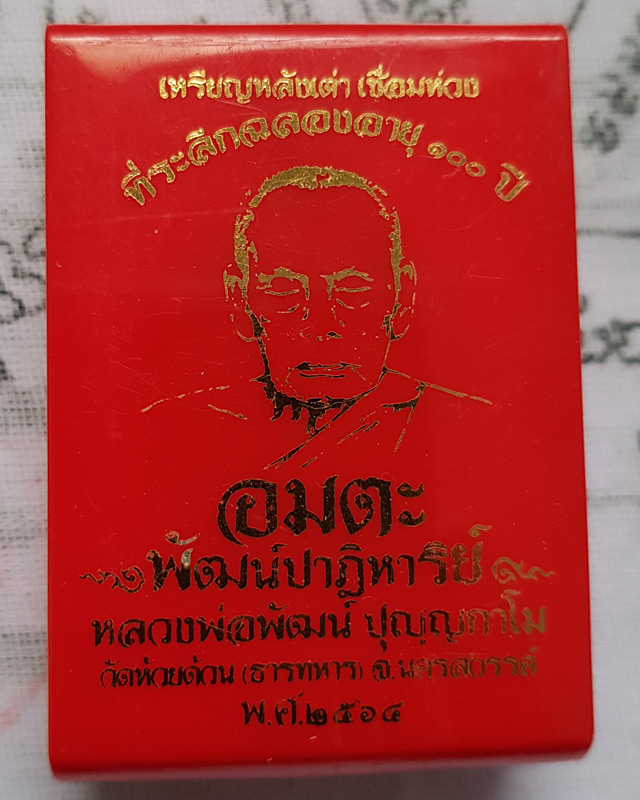 เหรียญหลังเต่า เชื่อมห่วง
ที่ระลึกฉลองอายุ ๑๐๐ ปี
อมตะ
พัฒน์ปาฏิหาริย์
หลวงพ่อพัฒน์ ปุญฺญกาโม
วัดห้วยด้วน (ธารทหาร) จ.นครสวรรค์
พ.ศ.๒๕๖๔